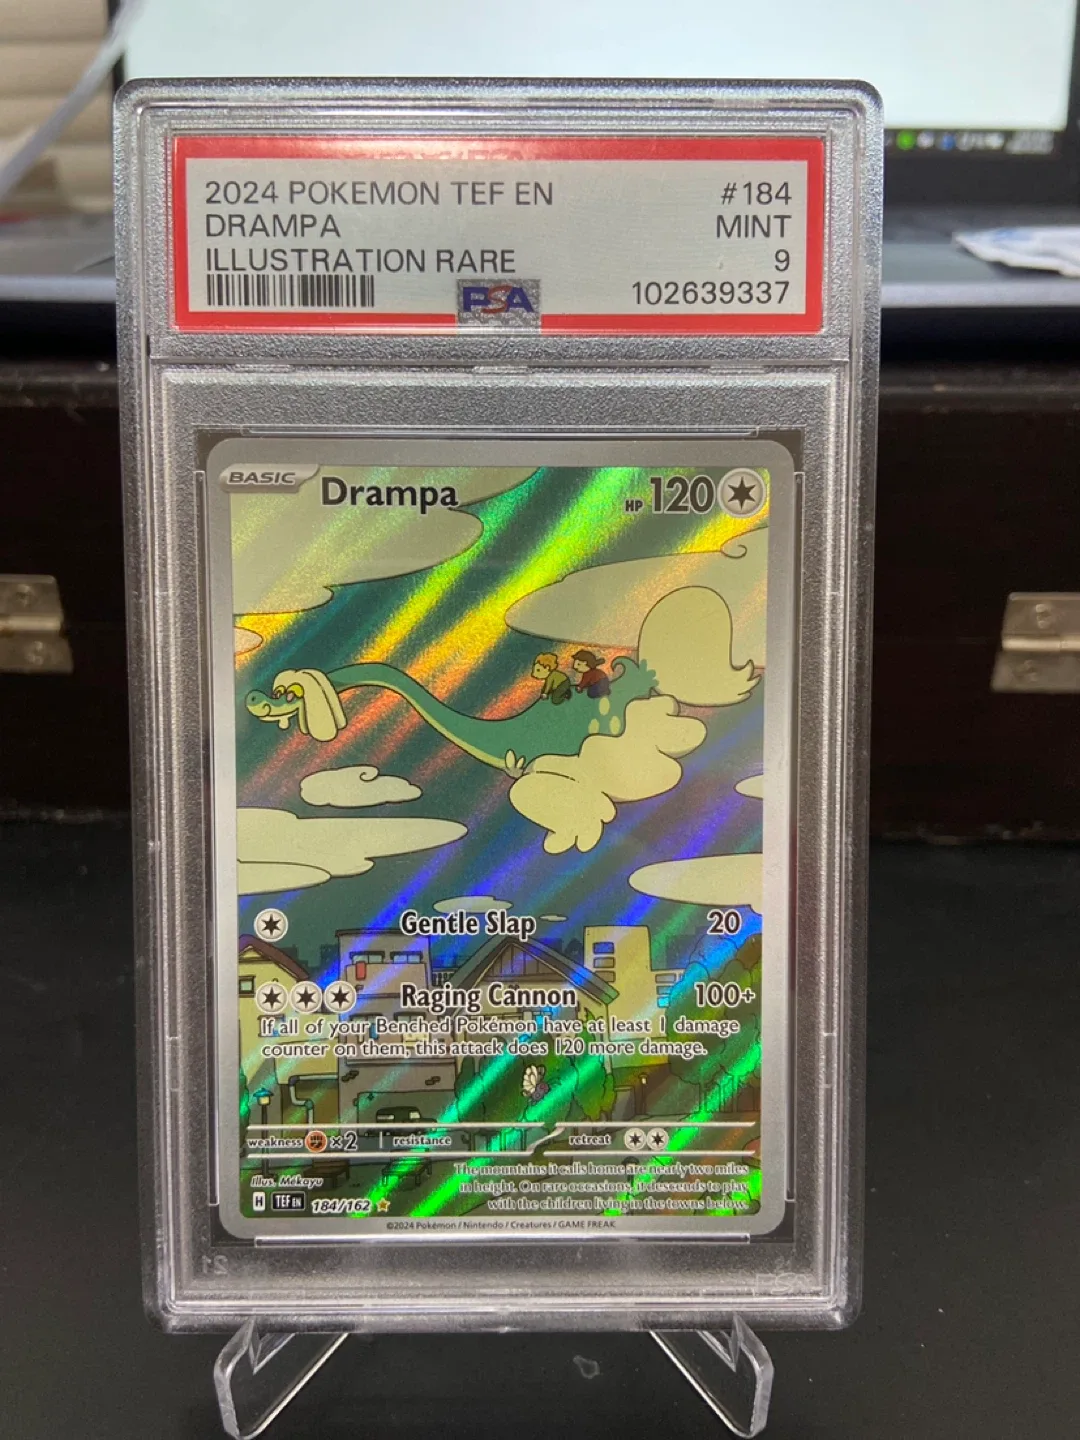 2024 POKEMON TEF EN #184
DRAMPA MINT
ILLUSTRATION RARE 9
PSA 102639337
BASIC Drampa HP 120
Gentle Slap 20
Raging Cannon 100+
If all of your Benched Pokémon have at least 1 damage
counter on them, this attack does 120 more damage.
weakness ×2 resistance retreat
Illus. Mekayu
The mountains it calls home are nearly two miles
in height. On rare occasions, it descends to play
with the children living in the towns below.
H TEF EN 184/162
©2024 Pokémon / Nintendo / Creatures / GAME FREAK